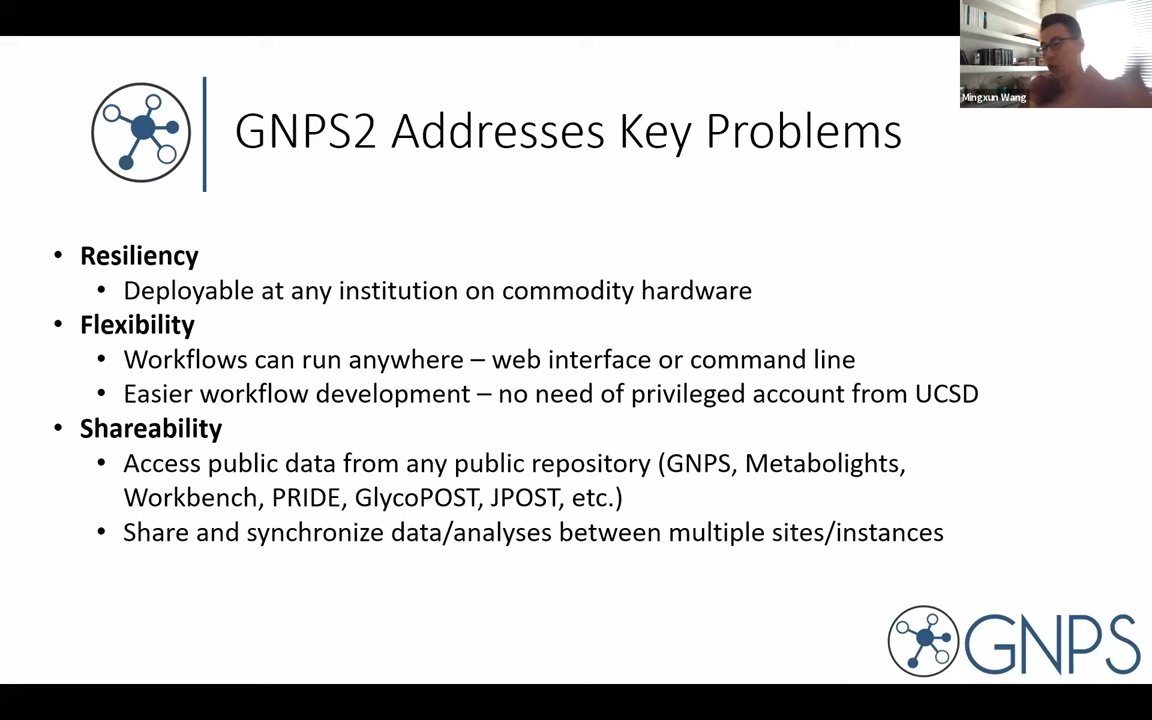 Mingxun Wang
GNPS2 Addresses Key Problems
• Resiliency
• Deployable at any institution on commodity hardware
• Flexibility
• Workflows can run anywhere – web interface or command line
• Easier workflow development – no need of privileged account from UCSD
• Shareability
• Access public data from any public repository (GNPS, Metabolights,
Workbench, PRIDE, GlycoPOST, JPOST, etc.)
• Share and synchronize data/analyses between multiple sites/instances
GNPS